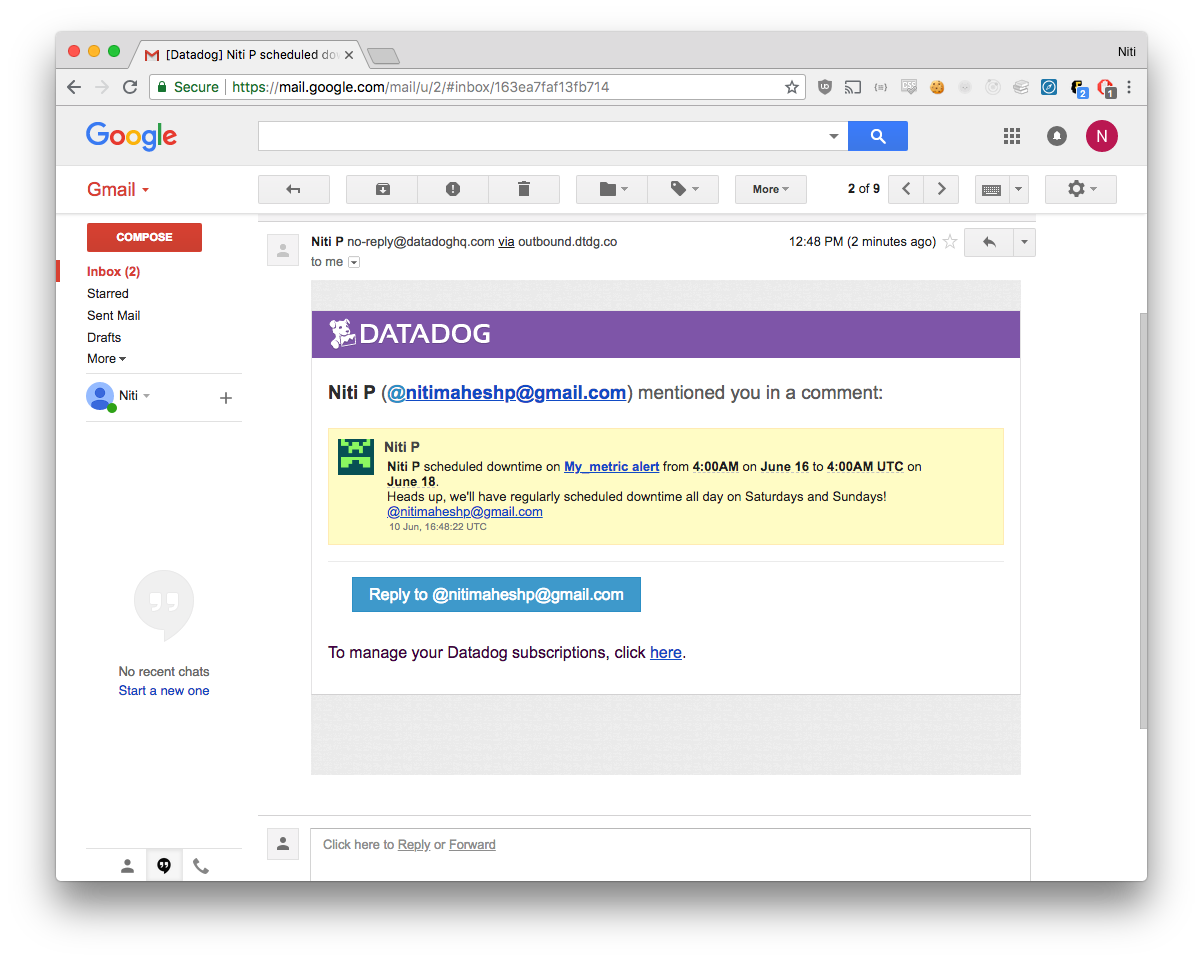 [Datadog] Niti P scheduled do
Niti
Secure
https://mail.google.com/mail/u/2/#inbox/163ea7faf13fb714
2
1
Google
N
Gmail
More
2 of 9
COMPOSE
Inbox (2)
Starred
Sent Mail
Drafts
More
Niti
No recent chats
Start a new one
Niti P no-reply@datadoghq.com via outbound.dtdg.co
12:48 PM (2 minutes ago)
to me
DATADOG
Niti P (@nitimaheshp@gmail.com) mentioned you in a comment:
Niti P
Niti P scheduled downtime on My_metric alert from 4:00AM on June 16 to 4:00AM UTC on
June 18.
Heads up, we'll have regularly scheduled downtime all day on Saturdays and Sundays!
@nitimaheshp@gmail.com
10 Jun, 16:48:22 UTC
Reply to @nitimaheshp@gmail.com
To manage your Datadog subscriptions, click here.
Click here to Reply or Forward